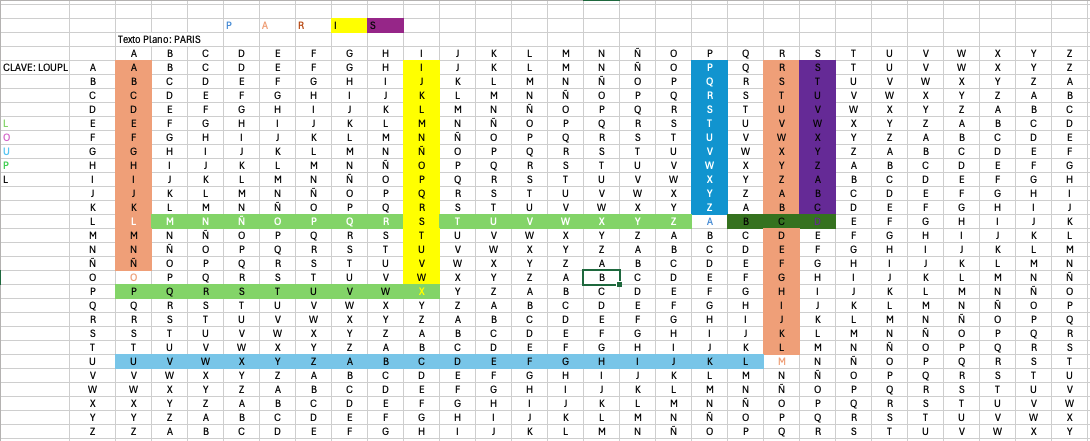 P A R I S
Texto Plano: PARIS
A B C D E F G H I J K L M N Ñ O P Q R S T U V W X Y Z
CLAVE: LOUPL A A B C D E F G H I J K L M N Ñ O P Q R S T U V W X Y Z
B B C D E F G H I J K L M N Ñ O P Q R S T U V W X Y Z A
C C D E F G H I J K L M N Ñ O P Q R S T U V W X Y Z A B
D D E F G H I J K L M N Ñ O P Q R S T U V W X Y Z A B C
L E E F G H I J K L M N Ñ O P Q R S T U V W X Y Z A B C D
O F F G H I J K L M N Ñ O P Q R S T U V W X Y Z A B C D E
U G G H I J K L M N Ñ O P Q R S T U V W X Y Z A B C D E F
P H H I J K L M N Ñ O P Q R S T U V W X Y Z A B C D E F G
L I I J K L M N Ñ O P Q R S T U V W X Y Z A B C D E F G H
J J K L M N Ñ O P Q R S T U V W X Y Z A B C D E F G H I
K K L M N Ñ O P Q R S T U V W X Y Z A B C D E F G H I J
L L M N Ñ O P Q R S T U V W X Y Z A B C D E F G H I J K
M M N Ñ O P Q R S T U V W X Y Z A B C D E F G H I J K L
N N Ñ O P Q R S T U V W X Y Z A B C D E F G H I J K L M
Ñ Ñ O P Q R S T U V W X Y Z A B C D E F G H I J K L M N
O O P Q R S T U V W X Y Z A B C D E F G H I J K L M N Ñ
P P Q R S T U V W X Y Z A B C D E F G H I J K L M N Ñ O
Q Q R S T U V W X Y Z A B C D E F G H I J K L M N Ñ O P
R R S T U V W X Y Z A B C D E F G H I J K L M N Ñ O P Q
S S T U V W X Y Z A B C D E F G H I J K L M N Ñ O P Q R
T T U V W X Y Z A B C D E F G H I J K L M N Ñ O P Q R S
U U V W X Y Z A B C D E F G H I J K L M N Ñ O P Q R S T
V V W X Y Z A B C D E F G H I J K L M N Ñ O P Q R S T U
W W X Y Z A B C D E F G H I J K L M N Ñ O P Q R S T U V
X X Y Z A B C D E F G H I J K L M N Ñ O P Q R S T U V W
Y Y Z A B C D E F G H I J K L M N Ñ O P Q R S T U V W X
Z Z A B C D E F G H I J K L M N Ñ O P Q R S T U V W X Y